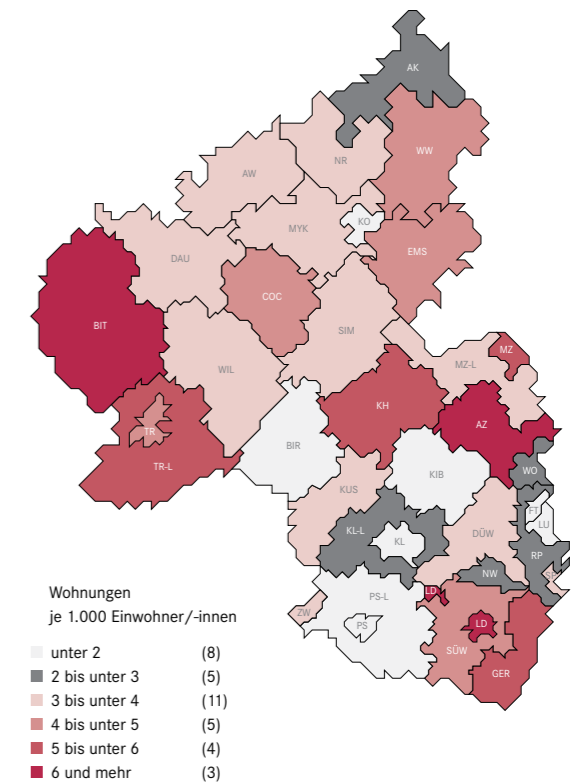 AK
WW
NR
AW
KO
MYK
EMS
DAU
COC
BIT
SIM
MZ
MZ-L
WIL
KH
AZ
TR
BIR
TR-L
KIB
WO
KUS
FT
LU
KL-L
KL
DÜW
RP
NW
SP
LD
PS-L
ZW
PS
LD
SÜW
GER
Wohnungen
je 1.000 Einwohner/-innen
unter 2 (8)
2 bis unter 3 (5)
3 bis unter 4 (11)
4 bis unter 5 (5)
5 bis unter 6 (4)
6 und mehr (3)